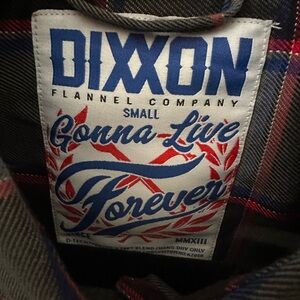 DIXXON
FLANNEL COMPANY
SMALL
Gonna Live
Forever
MMXIII